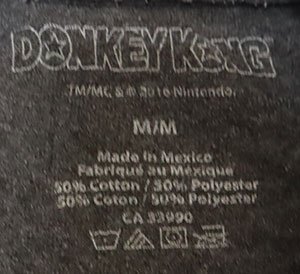 DONKEY KONG
TM/MC & © 2016 Nintendo.
M/M
Made in Mexico
Fabriqué au Mexique
50% Cotton / 50% Polyester
50% Coton / 50% Polyester
CA 33990